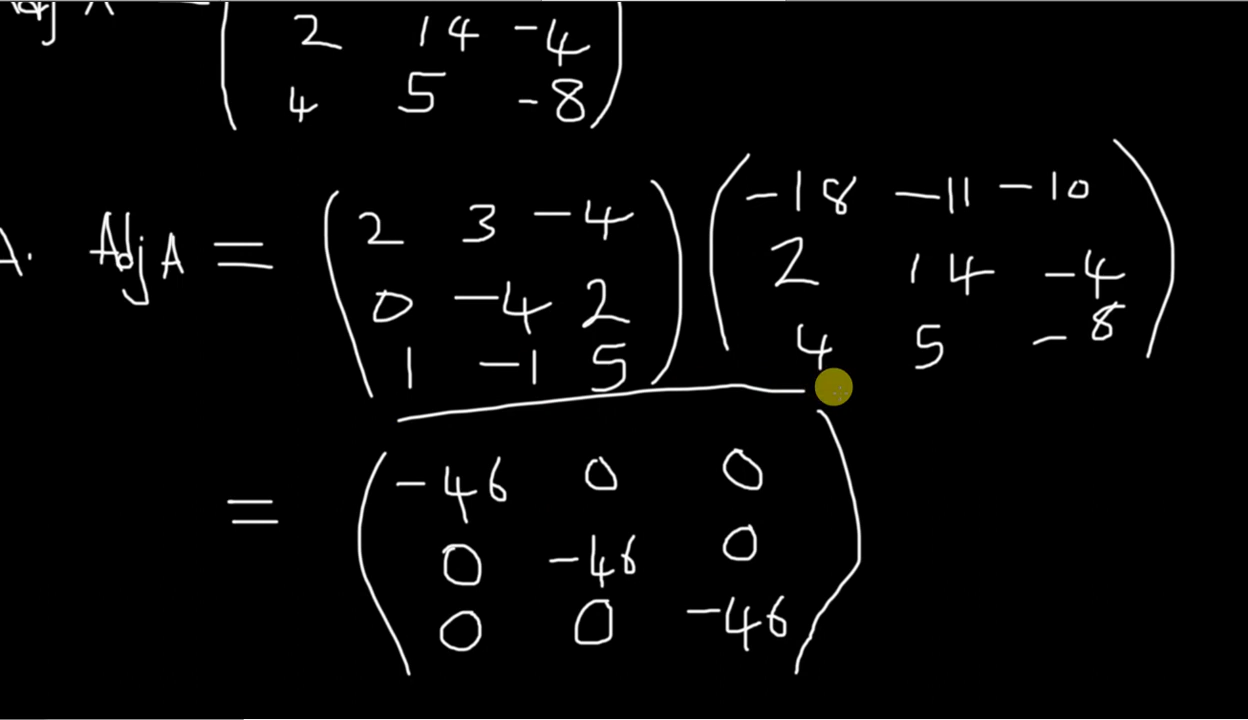 Adj A
2 14 -4
4 5 -8
A. Adj A = (2 3 -4) (-18 -11 -10)
(0 -4 2) (2 14 -4)
(1 -1 5) (4 5 -8)
= (-46 0 0)
(0 -46 0)
(0 0 -46)